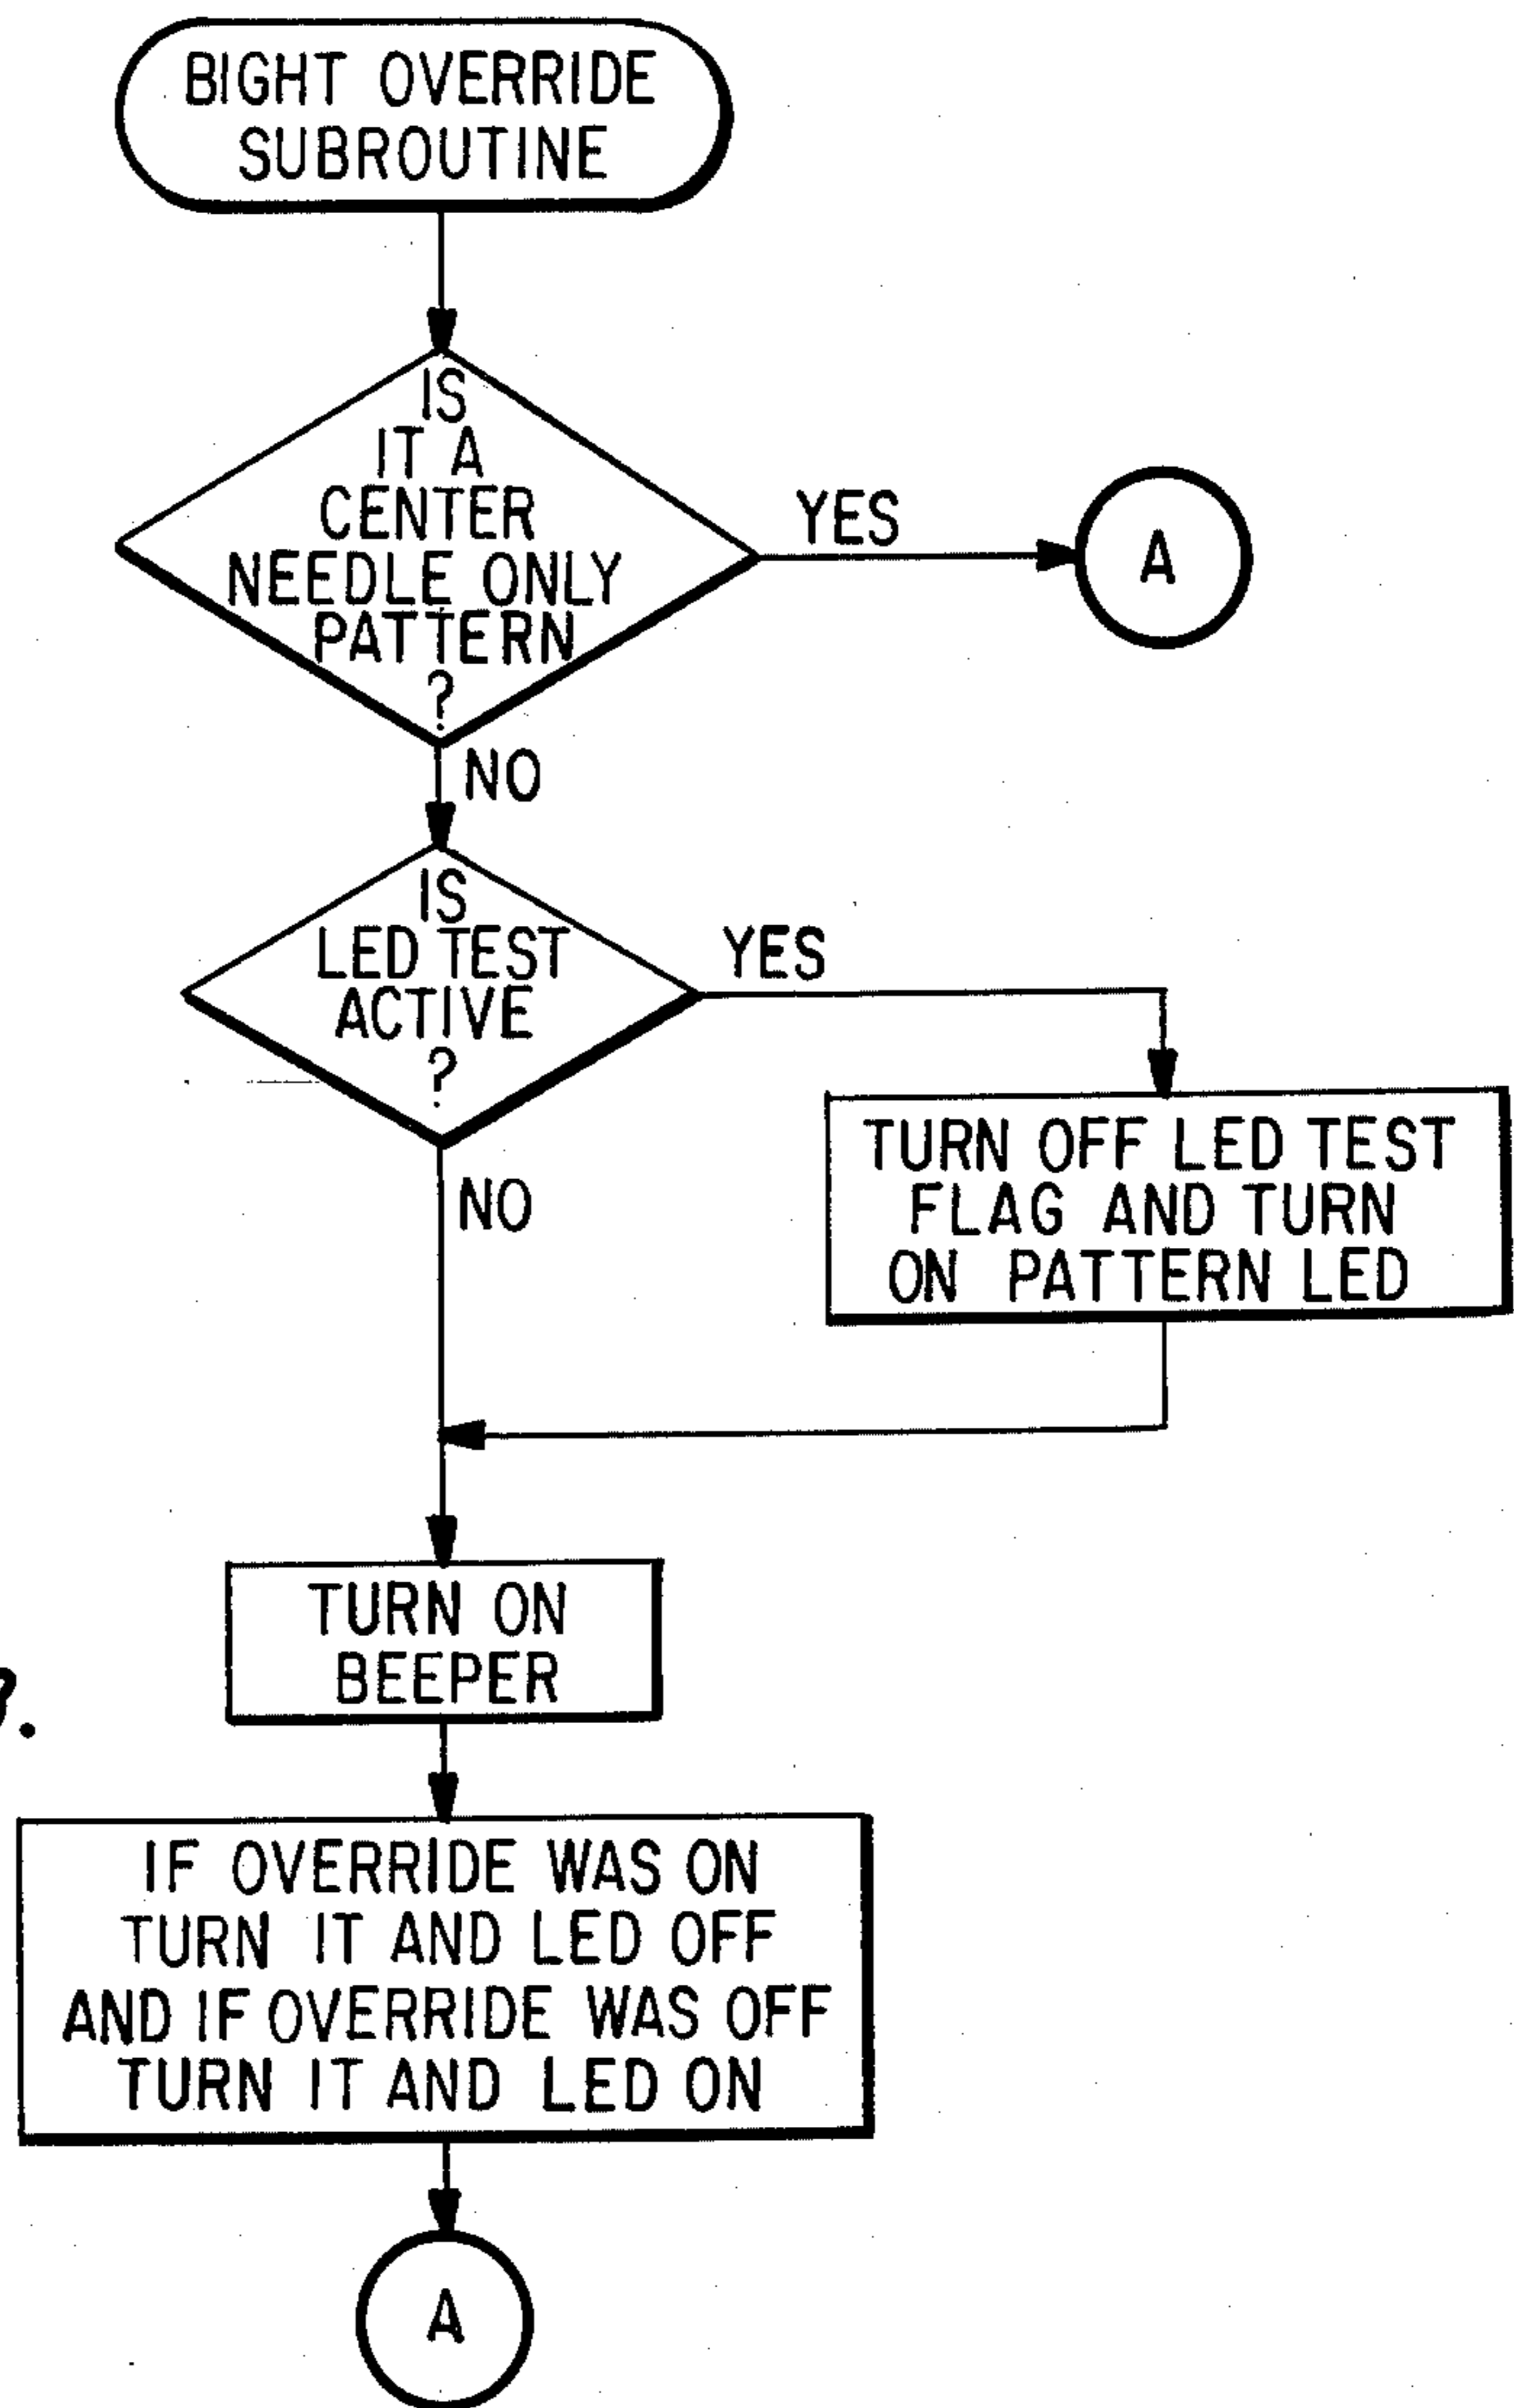 BIGHT OVERRIDE
SUBROUTINE
IS
IT A
CENTER
NEEDLE ONLY
PATTERN
?
YES
A
NO
IS
LED TEST
ACTIVE
?
YES
TURN OFF LED TEST
FLAG AND TURN
ON PATTERN LED
NO
TURN ON
BEEPER
IF OVERRIDE WAS ON
TURN IT AND LED OFF
AND IF OVERRIDE WAS OFF
TURN IT AND LED ON
A